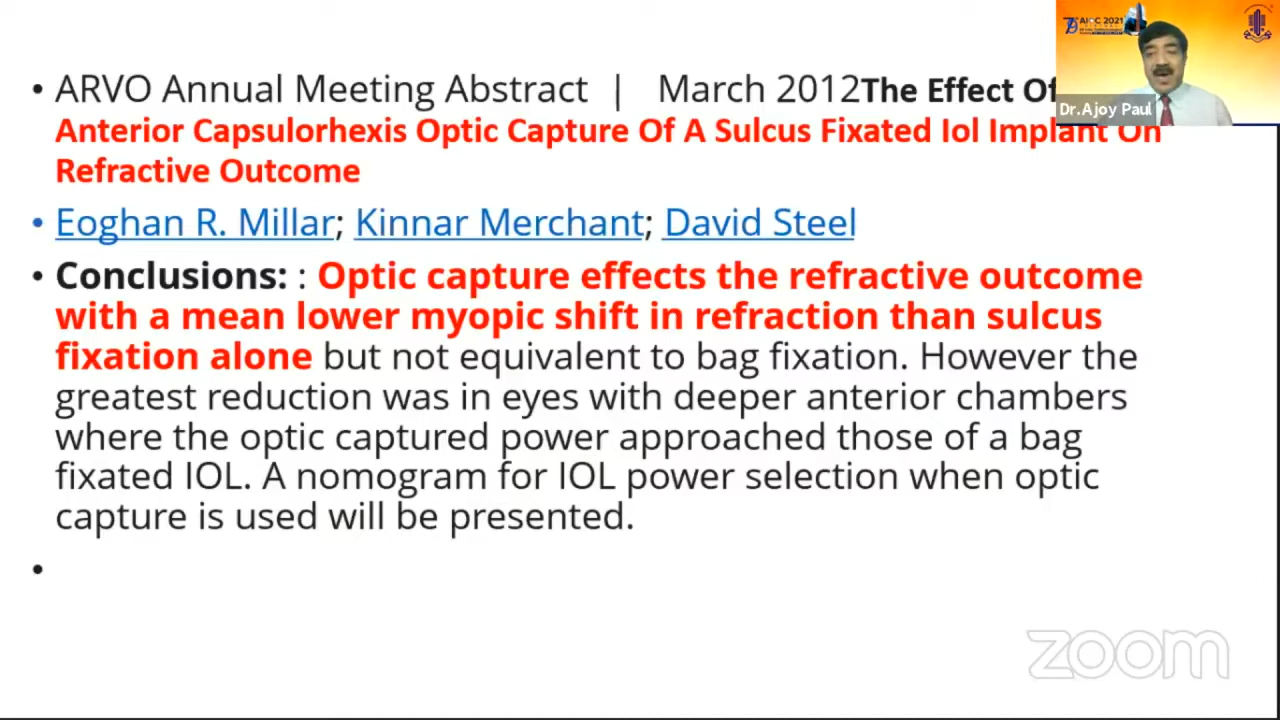 • ARVO Annual Meeting Abstract | March 2012The Effect Of
Anterior Capsulorhexis Optic Capture Of A Sulcus Fixated Iol Implant On
Refractive Outcome
• Eoghan R. Millar; Kinnar Merchant; David Steel
• Conclusions: : Optic capture effects the refractive outcome
with a mean lower myopic shift in refraction than sulcus
fixation alone but not equivalent to bag fixation. However the
greatest reduction was in eyes with deeper anterior chambers
where the optic captured power approached those of a bag
fixated IOL. A nomogram for IOL power selection when optic
capture is used will be presented.
•
AIOC 2021
Dr.Ajoy Paul
zoom